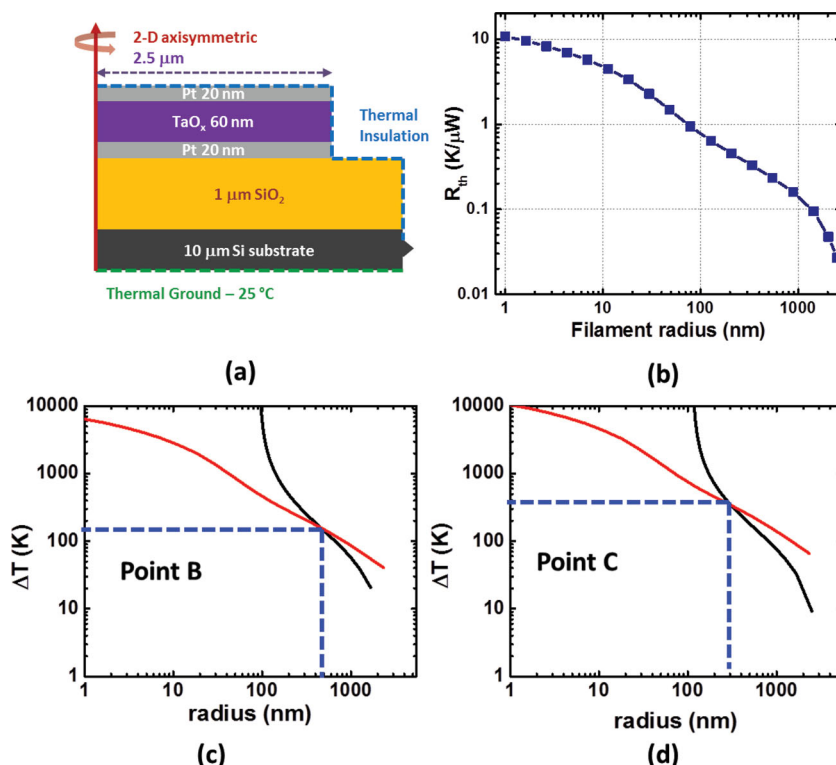 2-D axisymmetric
2.5 μm
Pt 20 nm
TaOₓ 60 nm
Pt 20 nm
Thermal
Insulation
1 μm SiO₂
10 μm Si substrate
Thermal Ground – 25 °C
(a)
10
1
0.1
0.01
Rₜₕ (K/μW)
1 10 100 1000
Filament radius (nm)
(b)
10000
1000
100
10
1
ΔT (K)
Point B
1 10 100 1000
radius (nm)
(c)
10000
1000
100
10
1
ΔT (K)
Point C
1 10 100 1000
radius (nm)
(d)